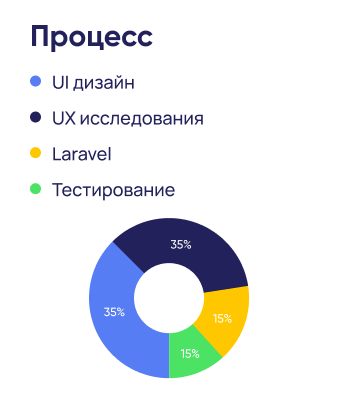 Процесс
UI дизайн
UX исследования
Laravel
Тестирование
35%
35%
15%
15%